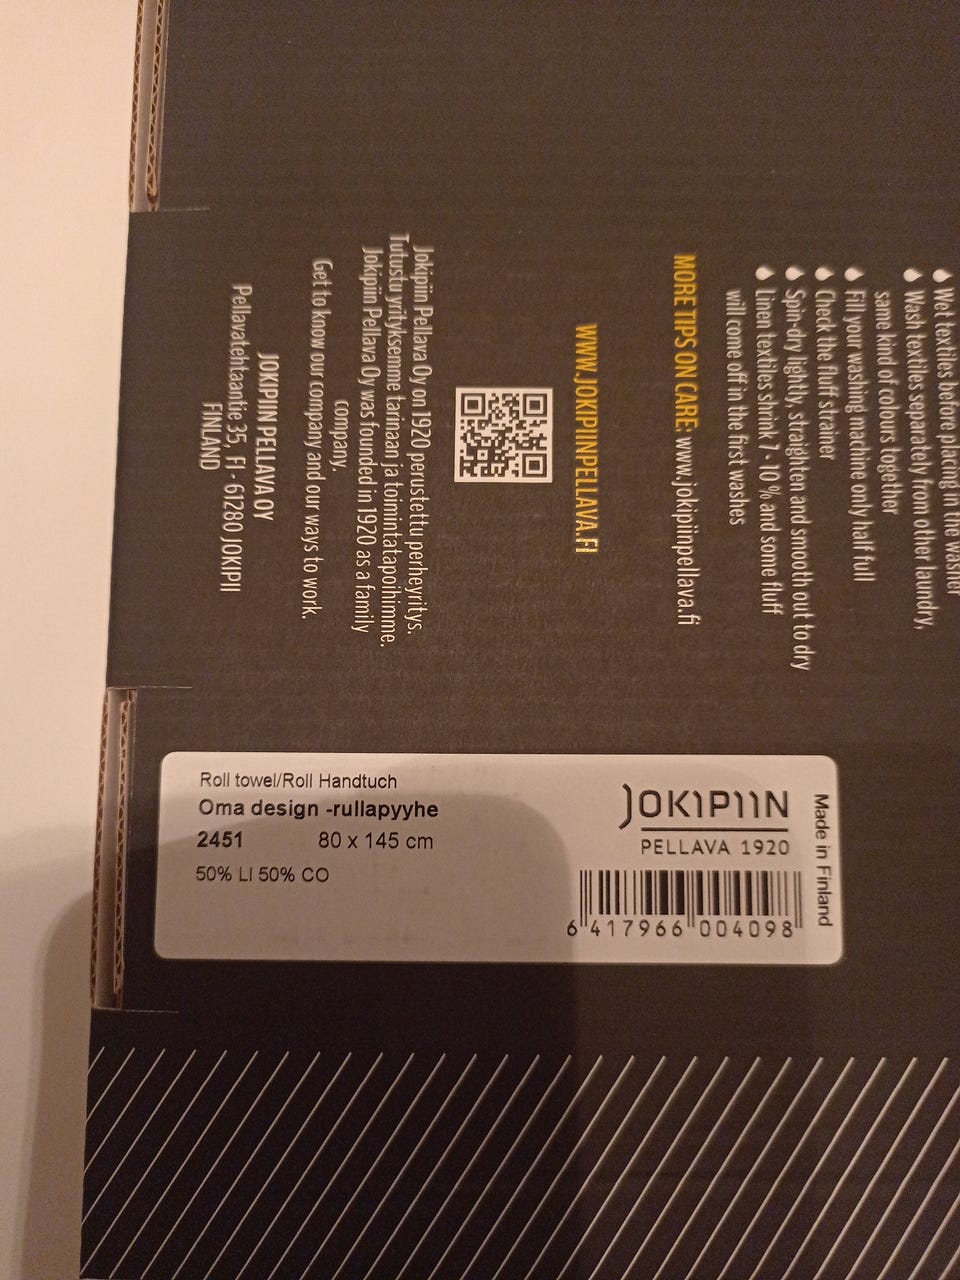 Wet textiles before placing in the washer
Wash textiles separately from other laundry,
same kind of colours together
Fill your washing machine only half full
Check the fluff strainer
Spin-dry lightly, straighten and smooth out to dry
Linen textiles shrink 7 - 10 % and some fluff
will come off in the first washes
MORE TIPS ON CARE: www.jokipiinpellava.fi
WWW.JOKIPIINPELLAVA.FI
Jokipiin Pellava Oy on 1920 perustettu perheyritys.
Tutustu yrityksemme tarinaan ja toimintatapoihimme.
Jokipiin Pellava Oy was founded in 1920 as a family
company.
Get to know our company and our ways to work.
JOKIPIIN PELLAVA OY
Pellavatehtaantie 35, FI - 61280 JOKIPII
FINLAND
Roll towel/Roll Handtuch
Oma design -rullapyyhe
2451 80 x 145 cm
50% LI 50% CO
JOKIPIIN
PELLAVA 1920
6 417966 004098
Made in Finland